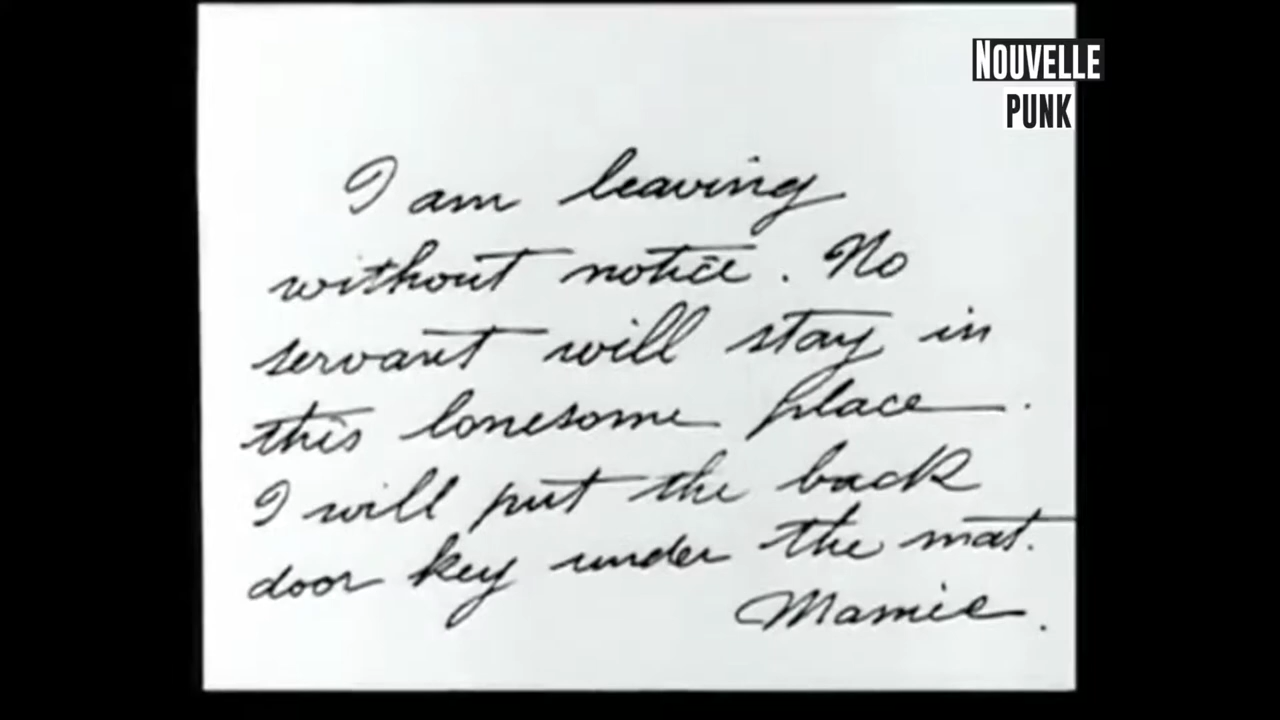 NOUVELLE
PUNK
I am leaving
without notice. No
servant will stay in
this lonesome place.
I will put the back
door key under the mat.
Mamie.